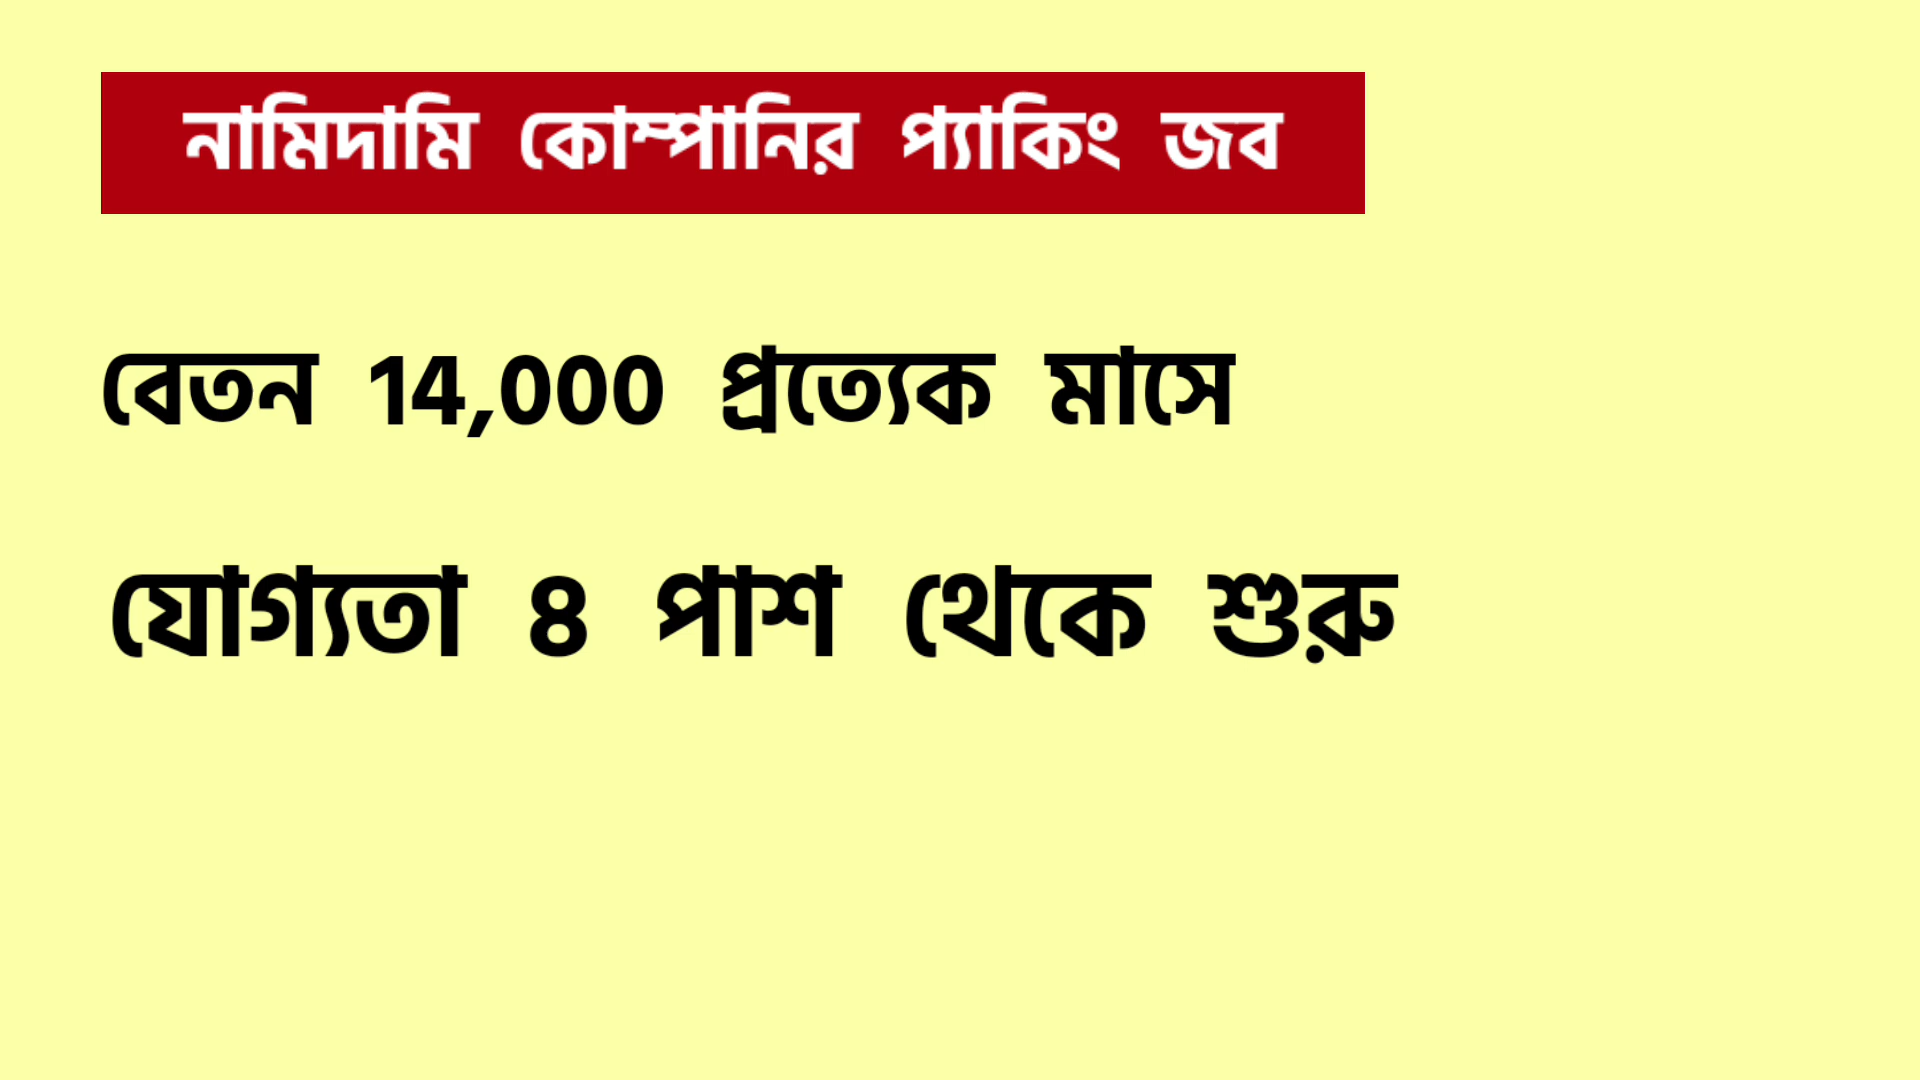 নামিদামি কোম্পানির প্যাকিং জব
বেতন 14,000 প্রত্যেক মাসে
যোগ্যতা 8 পাশ থেকে শুরু